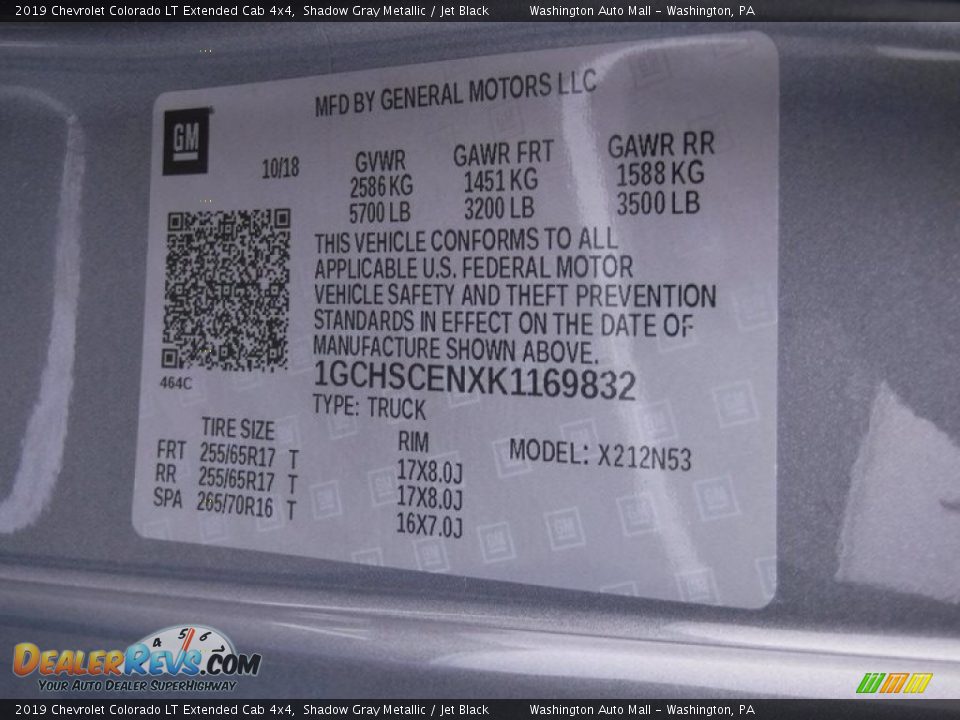 2019 Chevrolet Colorado LT Extended Cab 4x4,  Shadow Gray Metallic / Jet Black          Washington Auto Mall - Washington, PA
MFD BY GENERAL MOTORS LLC
GM
10/18  GVWR  GAWR FRT  GAWR RR
2586 KG  1451 KG  1588 KG
5700 LB  3200 LB  3500 LB
THIS VEHICLE CONFORMS TO ALL
APPLICABLE U.S. FEDERAL MOTOR
VEHICLE SAFETY AND THEFT PREVENTION
STANDARDS IN EFFECT ON THE DATE OF
MANUFACTURE SHOWN ABOVE.
464C
1GCHSCENXK1169832
TYPE: TRUCK
TIRE SIZE  RIM  MODEL: X212N53
FRT 255/65R17 T  17X8.0J
RR 255/65R17 T  17X8.0J
SPA 265/70R16 T  16X7.0J
4 5 6
DEALERREVS.COM
YOUR AUTO DEALER SUPERHIGHWAY
2019 Chevrolet Colorado LT Extended Cab 4x4,  Shadow Gray Metallic / Jet Black          Washington Auto Mall - Washington, PA